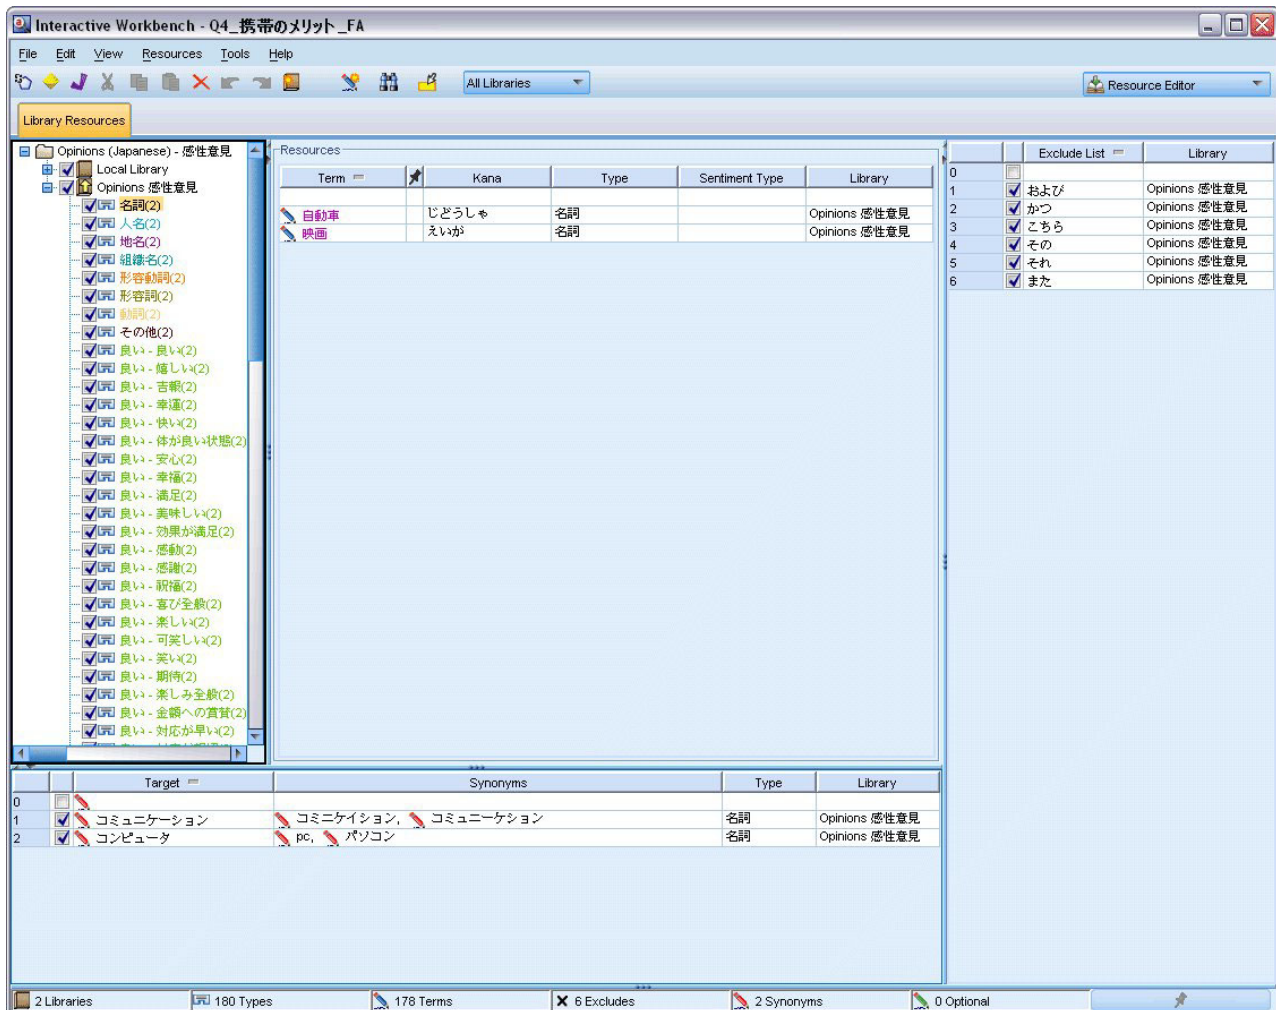 Interactive Workbench - Q4_携帯のメリット_FA
File Edit View Resources Tools Help
All Libraries
Resource Editor
Library Resources
Opinions (Japanese) - 感性意見
Local Library
Opinions 感性意見
名詞(2)
人名(2)
地名(2)
組織名(2)
形容動詞(2)
形容詞(2)
動詞(2)
その他(2)
良い - 良い(2)
良い - 嬉しい(2)
良い - 吉報(2)
良い - 幸運(2)
良い - 快い(2)
良い - 体が良い状態(2)
良い - 安心(2)
良い - 幸福(2)
良い - 満足(2)
良い - 美味しい(2)
良い - 効果が満足(2)
良い - 感動(2)
良い - 感謝(2)
良い - 祝福(2)
良い - 喜び全般(2)
良い - 楽しい(2)
良い - 可笑しい(2)
良い - 笑い(2)
良い - 期待(2)
良い - 楽しみ全般(2)
良い - 金額への賞賛(2)
良い - 対応が早い(2)
Resources
Term Kana Type Sentiment Type Library
自動車 じどうしゃ 名詞 Opinions 感性意見
映画 えいが 名詞 Opinions 感性意見
Exclude List Library
0
1 および Opinions 感性意見
2 かつ Opinions 感性意見
3 こちら Opinions 感性意見
4 その Opinions 感性意見
5 それ Opinions 感性意見
6 また Opinions 感性意見
Target Synonyms Type Library
0
1 コミュニケーション コミニケイション, コミュニーケション 名詞 Opinions 感性意見
2 コンピュータ pc, パソコン 名詞 Opinions 感性意見
2 Libraries 180 Types 178 Terms 6 Excludes 2 Synonyms 0 Optional